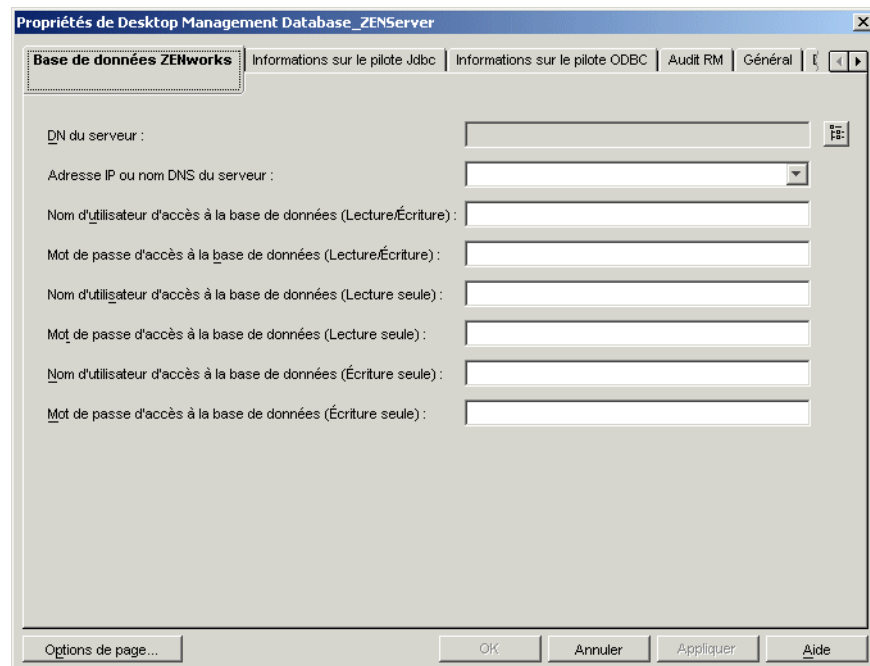 Propriétés de Desktop Management Database_ZENServer
Base de données ZENworks
Informations sur le pilote Jdbc
Informations sur le pilote ODBC
Audit RM
Général
DN du serveur :
Adresse IP ou nom DNS du serveur :
Nom d'utilisateur d'accès à la base de données (Lecture/Écriture) :
Mot de passe d'accès à la base de données (Lecture/Écriture) :
Nom d'utilisateur d'accès à la base de données (Lecture seule) :
Mot de passe d'accès à la base de données (Lecture seule) :
Nom d'utilisateur d'accès à la base de données (Écriture seule) :
Mot de passe d'accès à la base de données (Écriture seule) :
Options de page...
OK
Annuler
Appliquer
Aide